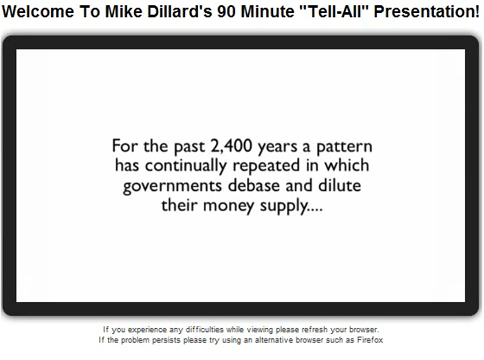 Welcome To Mike Dillard's 90 Minute "Tell-All" Presentation!
For the past 2,400 years a pattern
has continually repeated in which
governments debase and dilute
their money supply....
If you experience any difficulties while viewing please refresh your browser.
If the problem persists please try using an alternative browser such as Firefox